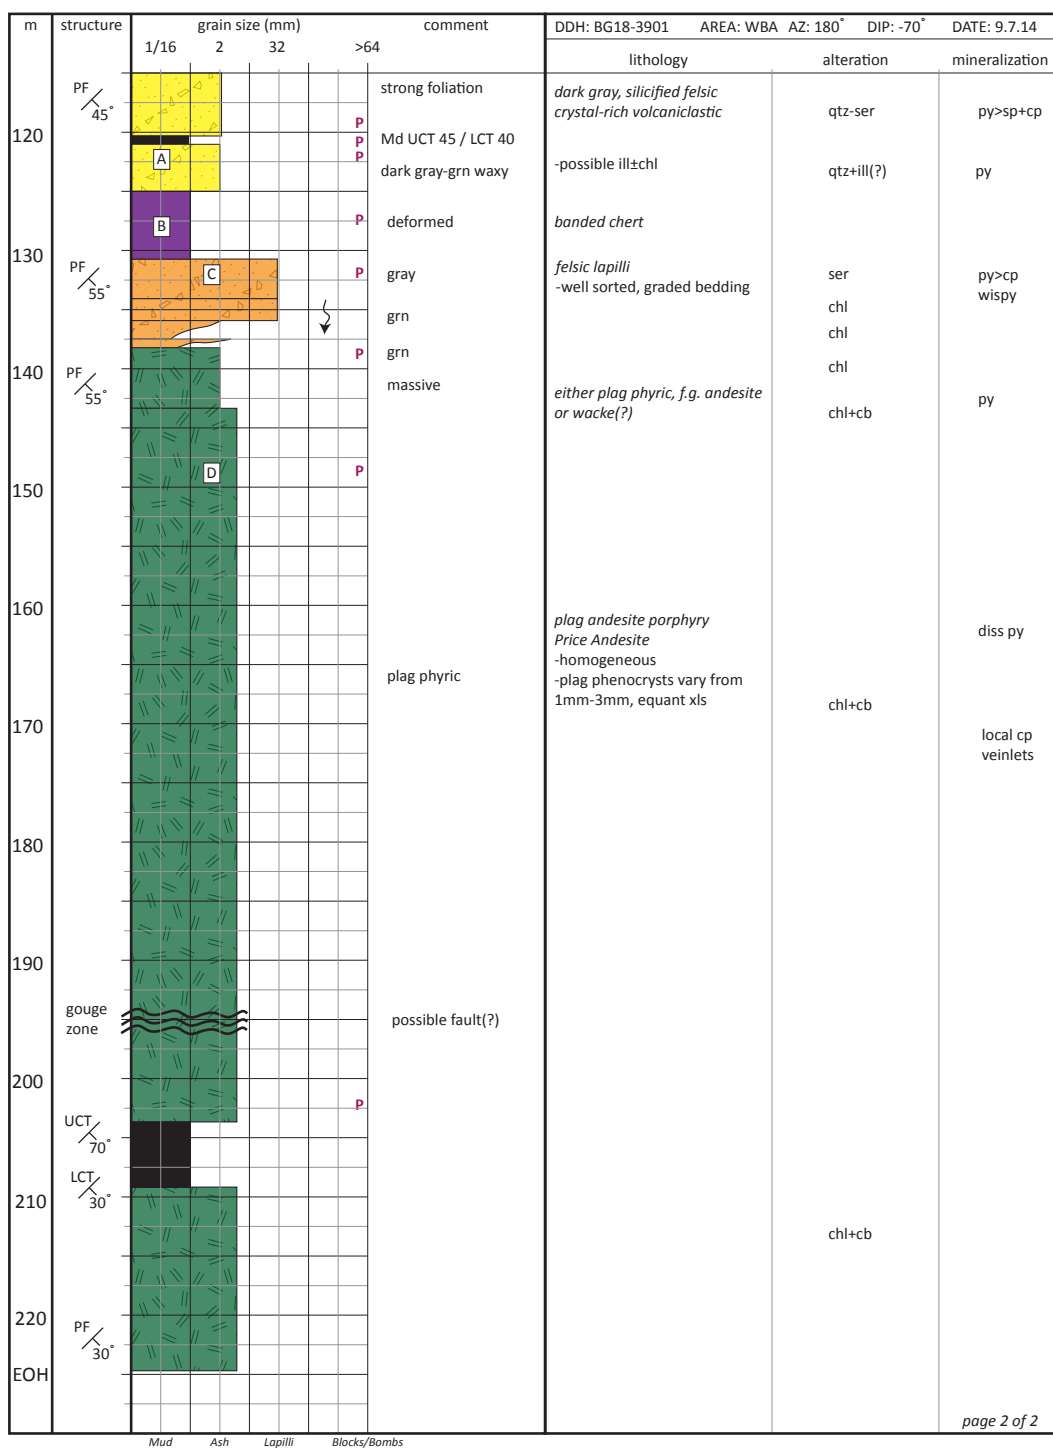 m structure grain size (mm) comment
1/16 2 32 >64
DDH: BG18-3901 AREA: WBA AZ: 180° DIP: -70° DATE: 9.7.14
lithology alteration mineralization
PF
45°
strong foliation
dark gray, silicified felsic
crystal-rich volcaniclastic
qtz-ser
py>sp+cp
P
120
P
Md UCT 45 / LCT 40
P
A
dark gray-grn waxy
-possible ill±chl
qtz+ill(?)
py
B
P
deformed
banded chert
130
PF
55°
C
P
gray
felsic lapilli
-well sorted, graded bedding
ser
py>cp
wispy
grn
chl
chl
P
grn
chl
140
PF
55°
massive
either plag phyric, f.g. andesite
or wacke(?)
chl+cb
py
D
P
150
160
plag andesite porphyry
Price Andesite
-homogeneous
-plag phenocrysts vary from
1mm-3mm, equant xls
diss py
plag phyric
chl+cb
170
local cp
veinlets
180
190
gouge
zone
possible fault(?)
200
P
UCT
70°
LCT
30°
210
chl+cb
220
PF
30°
EOH
page 2 of 2
Mud Ash Lapilli Blocks/Bombs